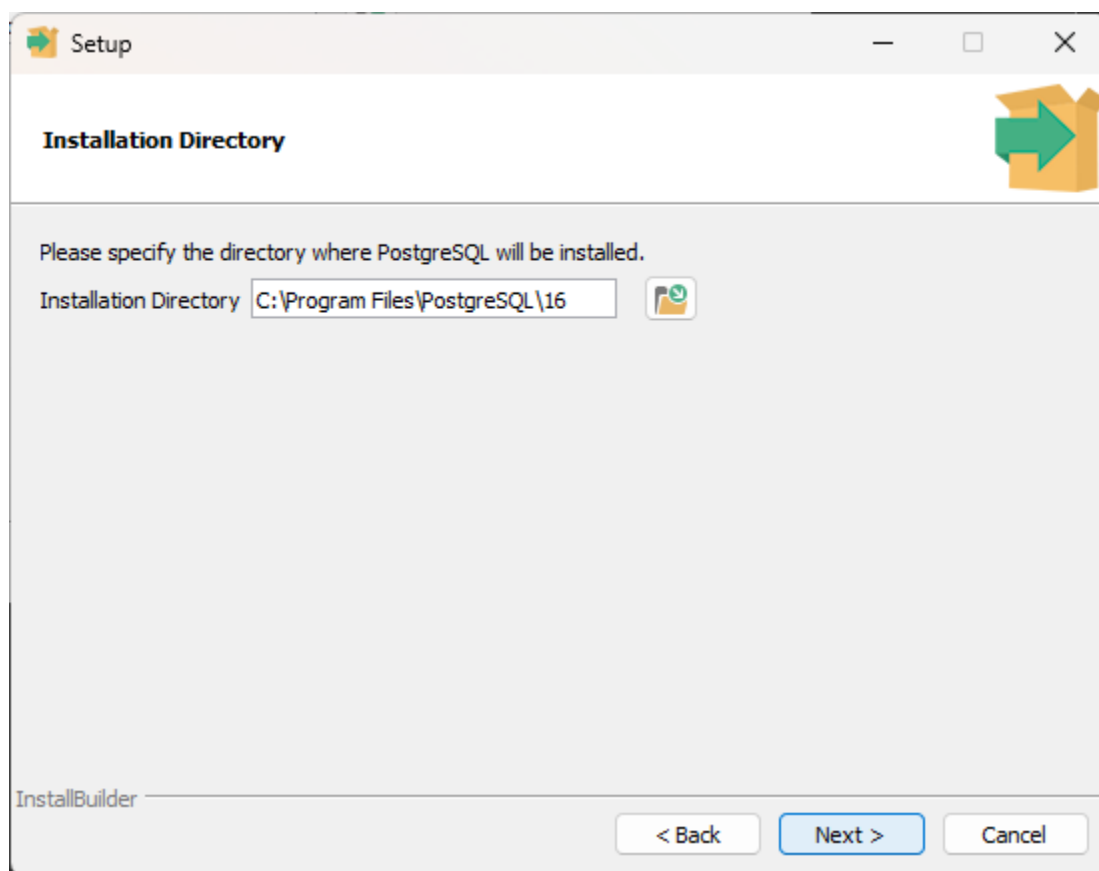 Setup
Installation Directory
Please specify the directory where PostgreSQL will be installed.
Installation Directory C:\Program Files\PostgreSQL\16
InstallBuilder
< Back Next > Cancel